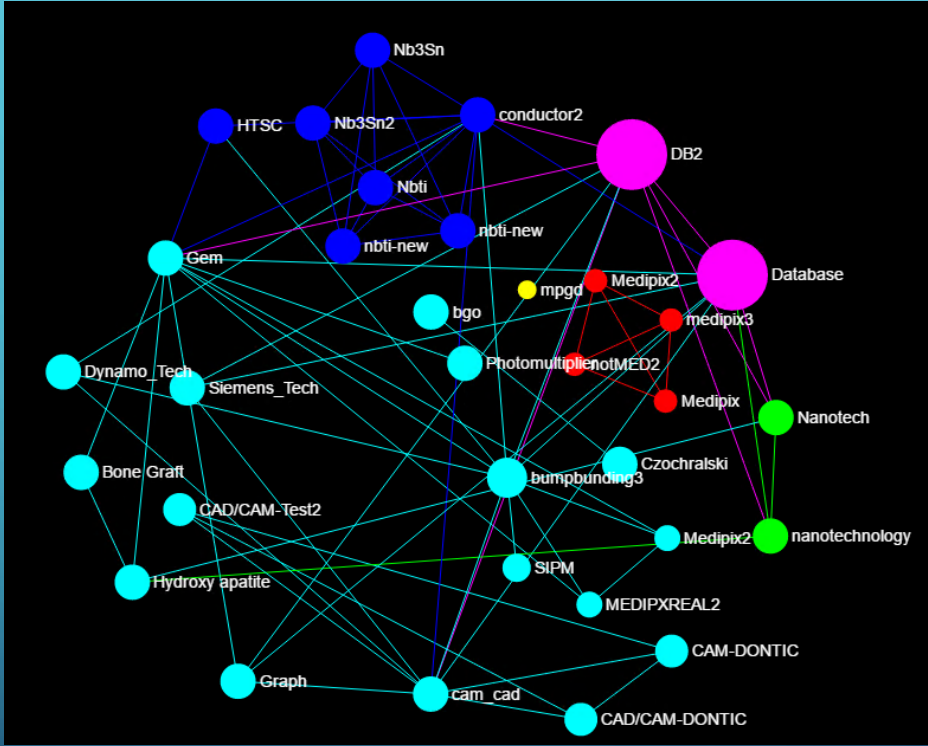 Nb3Sn
conductor2
HTSC
Nb3Sn2
DB2
Nbti
nbti-new
nbti-new
Gem
Database
Medipix2
mpgd
bgo
medipix3
Photomultiplier
notMED2
Dynamo_Tech
Siemens_Tech
Medipix
Nanotech
Czochralski
Bone Graft
bumpbunding3
CAD/CAM-Test2
Medipix2
nanotechnology
SIPM
Hydroxy apatite
MEDIPXREAL2
CAM-DONTIC
Graph
cam_cad
CAD/CAM-DONTIC